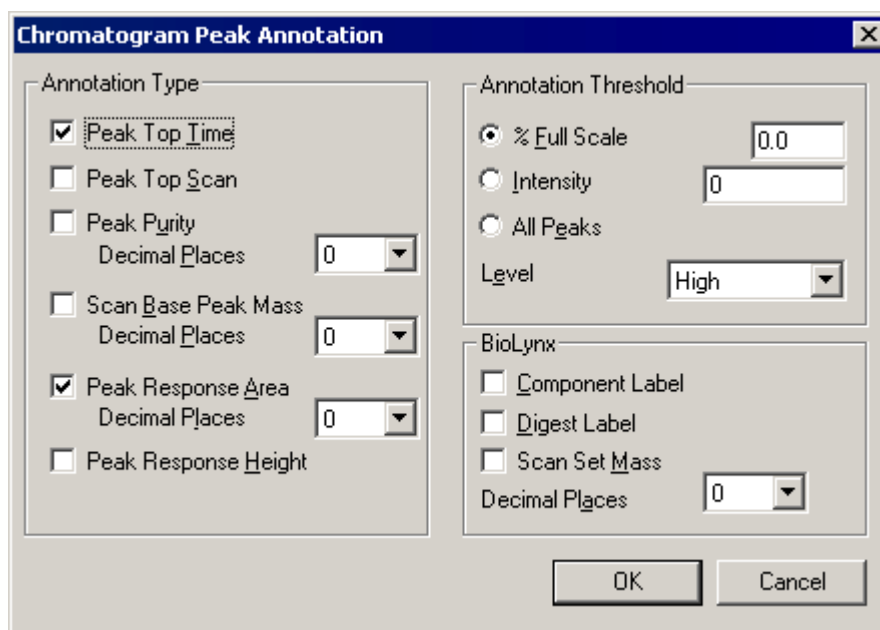 Chromatogram Peak Annotation
Annotation Type
Peak Top Time
Peak Top Scan
Peak Purity
Decimal Places 0
Scan Base Peak Mass
Decimal Places 0
Peak Response Area
Decimal Places 0
Peak Response Height
Annotation Threshold
% Full Scale 0.0
Intensity 0
All Peaks
Level High
BioLynx
Component Label
Digest Label
Scan Set Mass
Decimal Places 0
OK Cancel